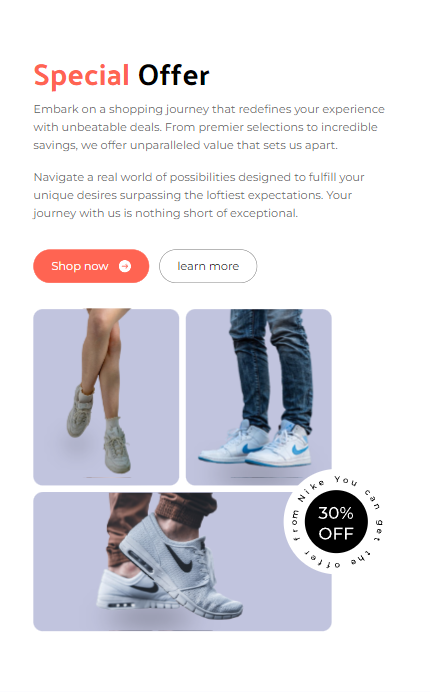 Special Offer
Embark on a shopping journey that redefines your experience
with unbeatable deals. From premier selections to incredible
savings, we offer unparalleled value that sets us apart.
Navigate a real world of possibilities designed to fulfill your
unique desires surpassing the loftiest expectations. Your
journey with us is nothing short of exceptional.
Shop now
learn more
You can get the offer from Nike
30%
OFF